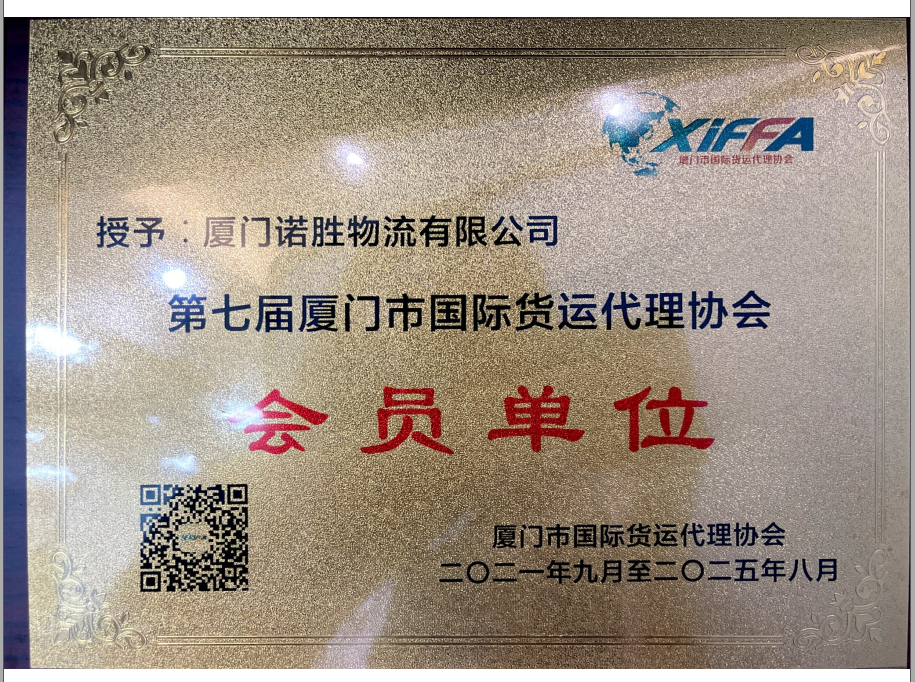 XiFFA
厦门市国际货运代理协会
授予：厦门诺胜物流有限公司
第七届厦门市国际货运代理协会
会员单位
厦门市国际货运代理协会
二〇二一年九月至二〇二五年八月